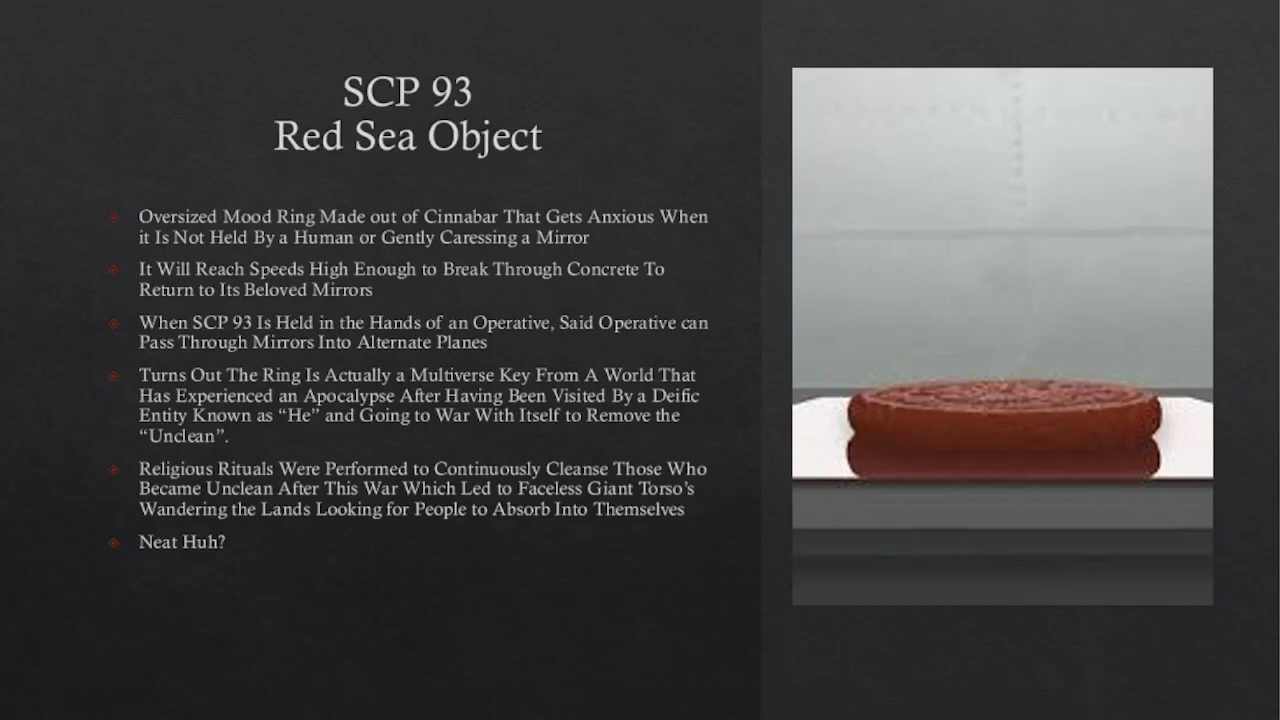 SCP 93
Red Sea Object
Oversized Mood Ring Made out of Cinnabar That Gets Anxious When
it Is Not Held By a Human or Gently Caressing a Mirror
It Will Reach Speeds High Enough to Break Through Concrete To
Return to Its Beloved Mirrors
When SCP 93 Is Held in the Hands of an Operative, Said Operative can
Pass Through Mirrors Into Alternate Planes
Turns Out The Ring Is Actually a Multiverse Key From A World That
Has Experienced an Apocalypse After Having Been Visited By a Deific
Entity Known as “He” and Going to War With Itself to Remove the
“Unclean”.
Religious Rituals Were Performed to Continuously Cleanse Those Who
Became Unclean After This War Which Led to Faceless Giant Torso’s
Wandering the Lands Looking for People to Absorb Into Themselves
Neat Huh?